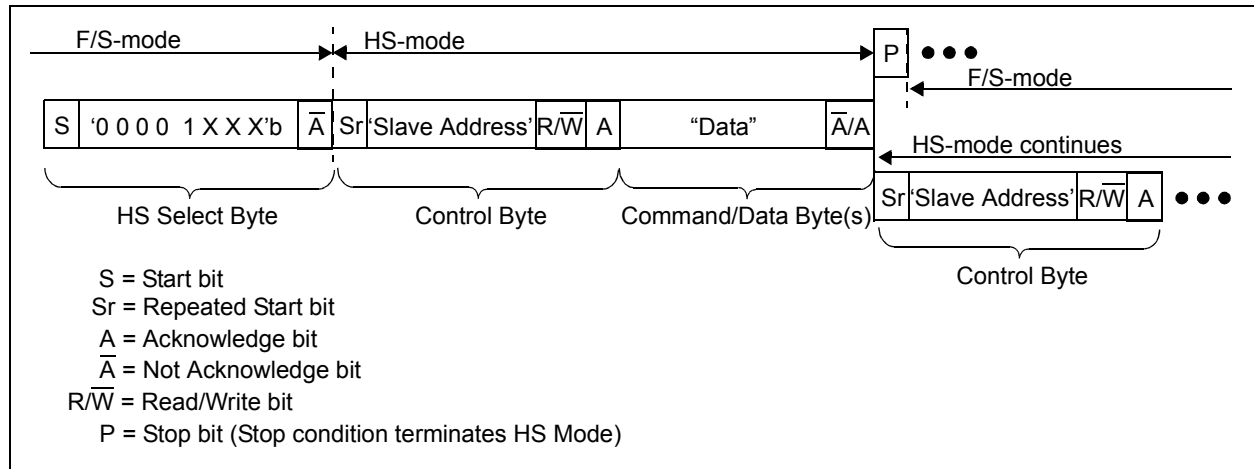 F/S-mode HS-mode P
F/S-mode
S ‘0 0 0 0 1 X X X’b A̅ Sr ‘Slave Address’ R/W̅ A “Data” A̅/A
HS-mode continues
Sr ‘Slave Address’ R/W̅ A
HS Select Byte Control Byte Command/Data Byte(s)
Control Byte
S = Start bit
Sr = Repeated Start bit
A = Acknowledge bit
A̅ = Not Acknowledge bit
R/W̅ = Read/Write bit
P = Stop bit (Stop condition terminates HS Mode)